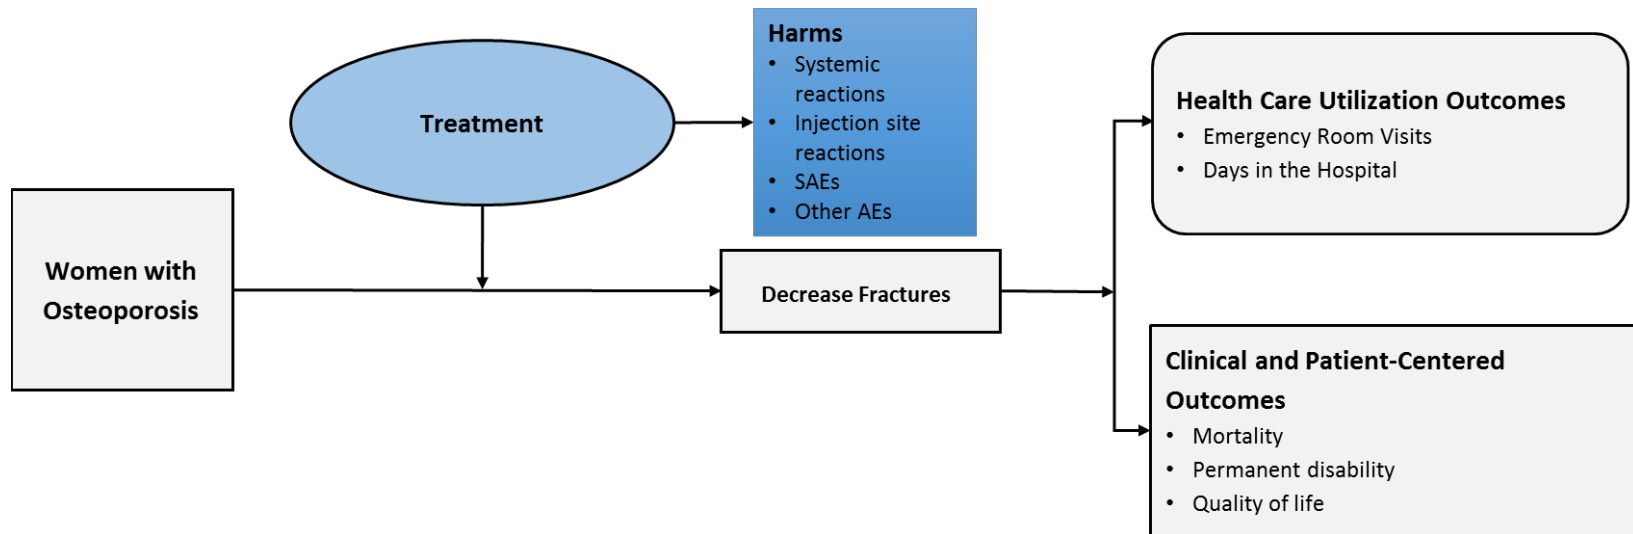 Women with
Osteoporosis
Treatment
Harms
• Systemic
reactions
• Injection site
reactions
• SAEs
• Other AEs
Decrease Fractures
Health Care Utilization Outcomes
• Emergency Room Visits
• Days in the Hospital
Clinical and Patient-Centered
Outcomes
• Mortality
• Permanent disability
• Quality of life